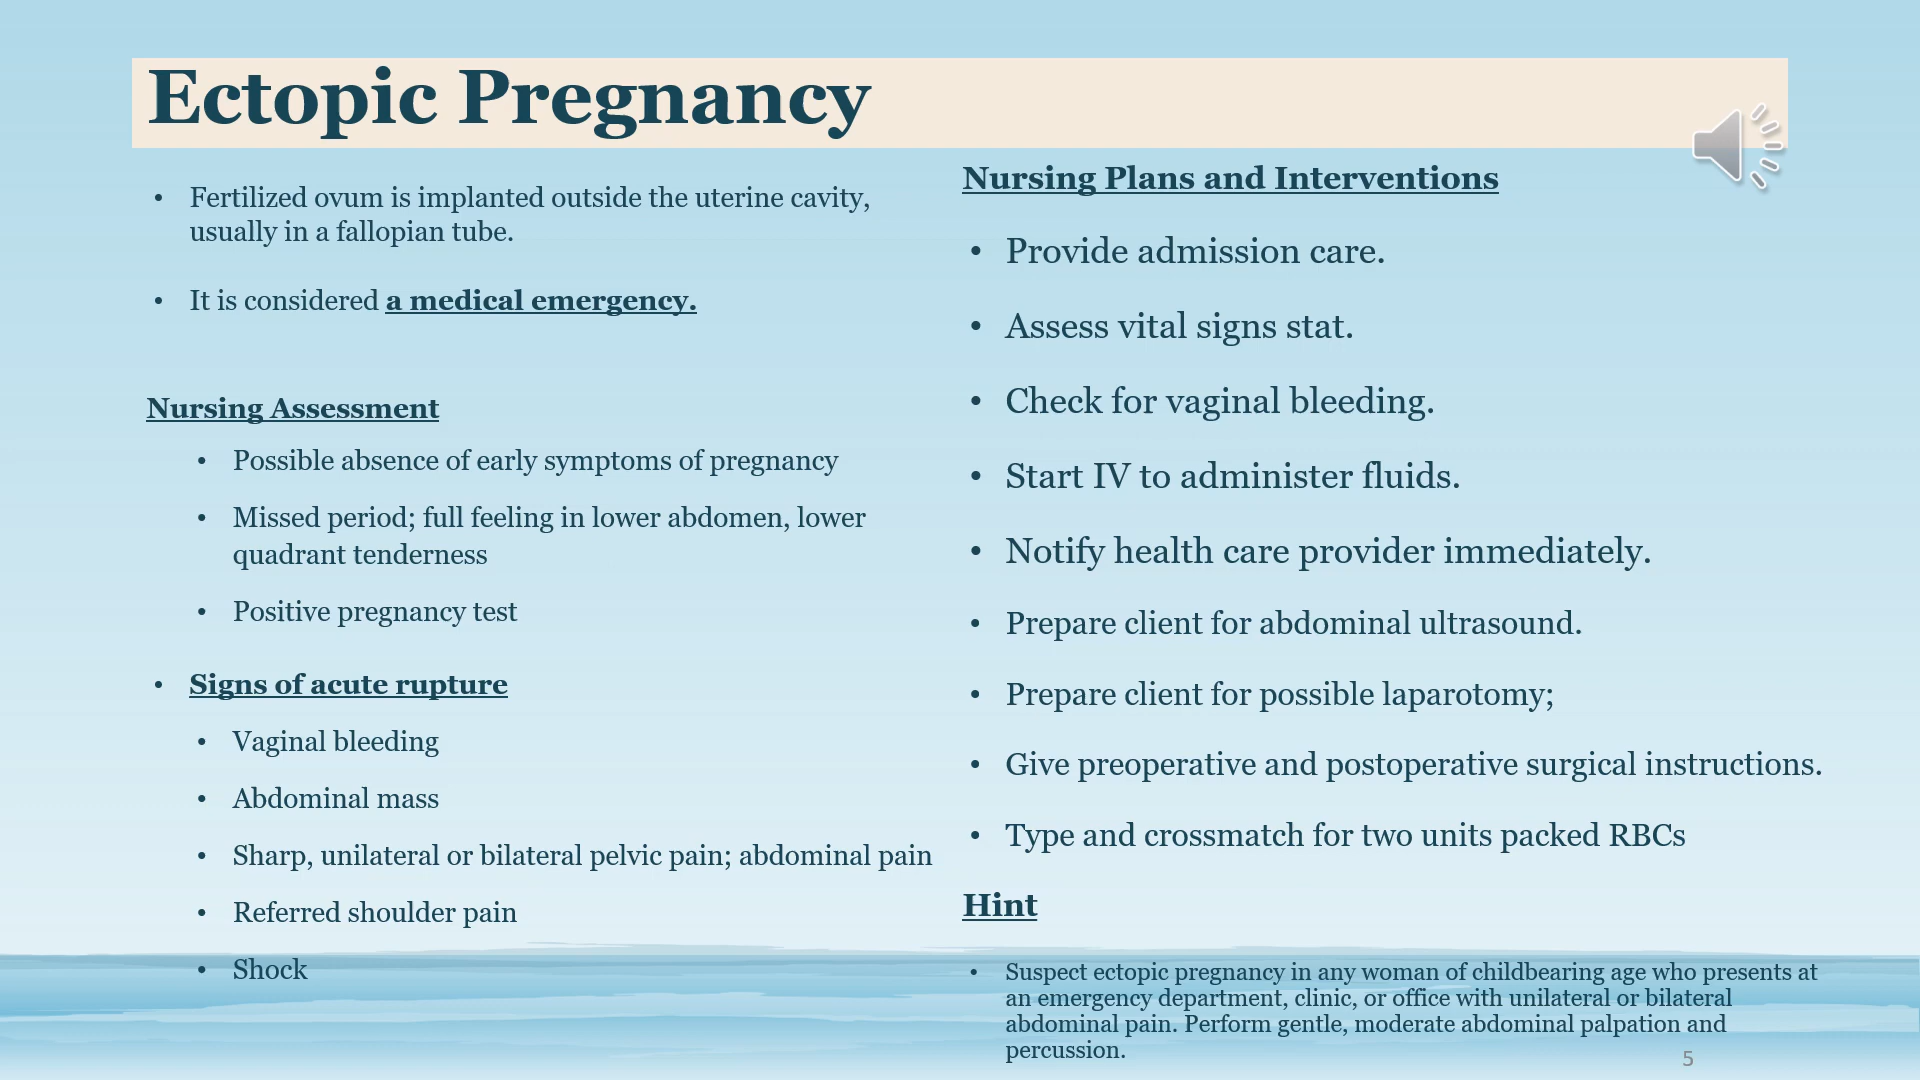 Ectopic Pregnancy
• Fertilized ovum is implanted outside the uterine cavity,
usually in a fallopian tube.
• It is considered a medical emergency.
Nursing Assessment
• Possible absence of early symptoms of pregnancy
• Missed period; full feeling in lower abdomen, lower
quadrant tenderness
• Positive pregnancy test
• Signs of acute rupture
• Vaginal bleeding
• Abdominal mass
• Sharp, unilateral or bilateral pelvic pain; abdominal pain
• Referred shoulder pain
• Shock
Nursing Plans and Interventions
• Provide admission care.
• Assess vital signs stat.
• Check for vaginal bleeding.
• Start IV to administer fluids.
• Notify health care provider immediately.
• Prepare client for abdominal ultrasound.
• Prepare client for possible laparotomy;
• Give preoperative and postoperative surgical instructions.
• Type and crossmatch for two units packed RBCs
Hint
• Suspect ectopic pregnancy in any woman of childbearing age who presents at
an emergency department, clinic, or office with unilateral or bilateral
abdominal pain. Perform gentle, moderate abdominal palpation and
percussion.
5